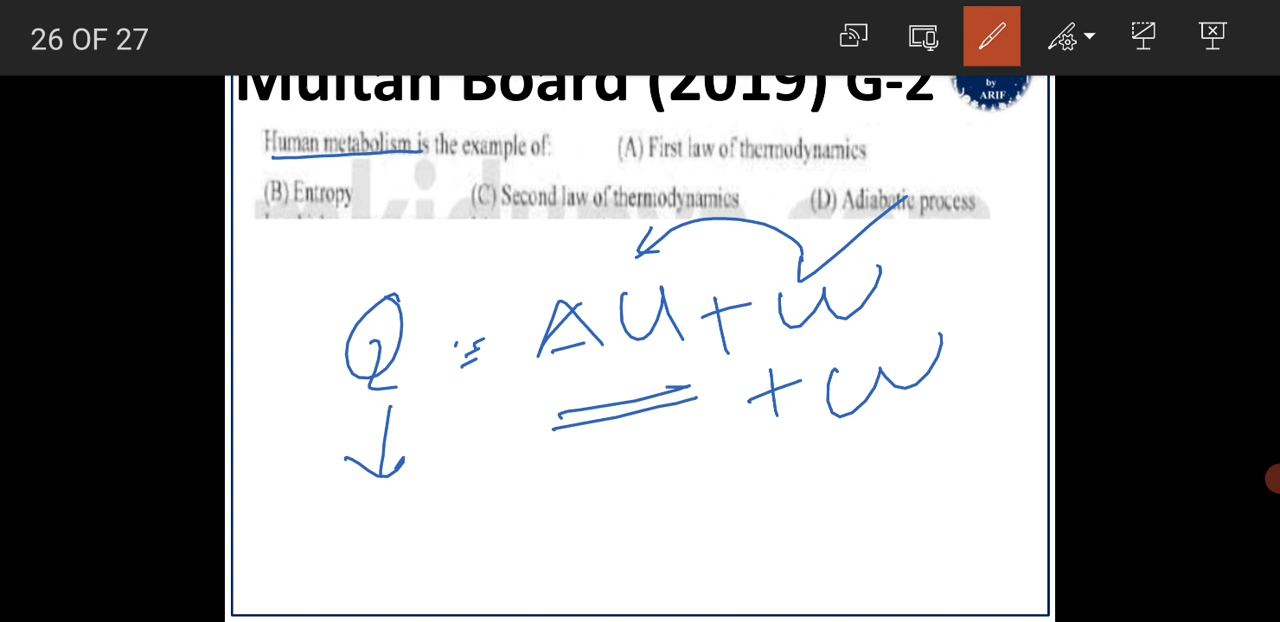 26 OF 27
Multan Board (2019) G-2
by
ARIF
Human metabolism is the example of: (A) First law of thermodynamics
(B) Entropy (C) Second law of thermodynamics (D) Adiabatic process
Q = ΔU + W
+ W